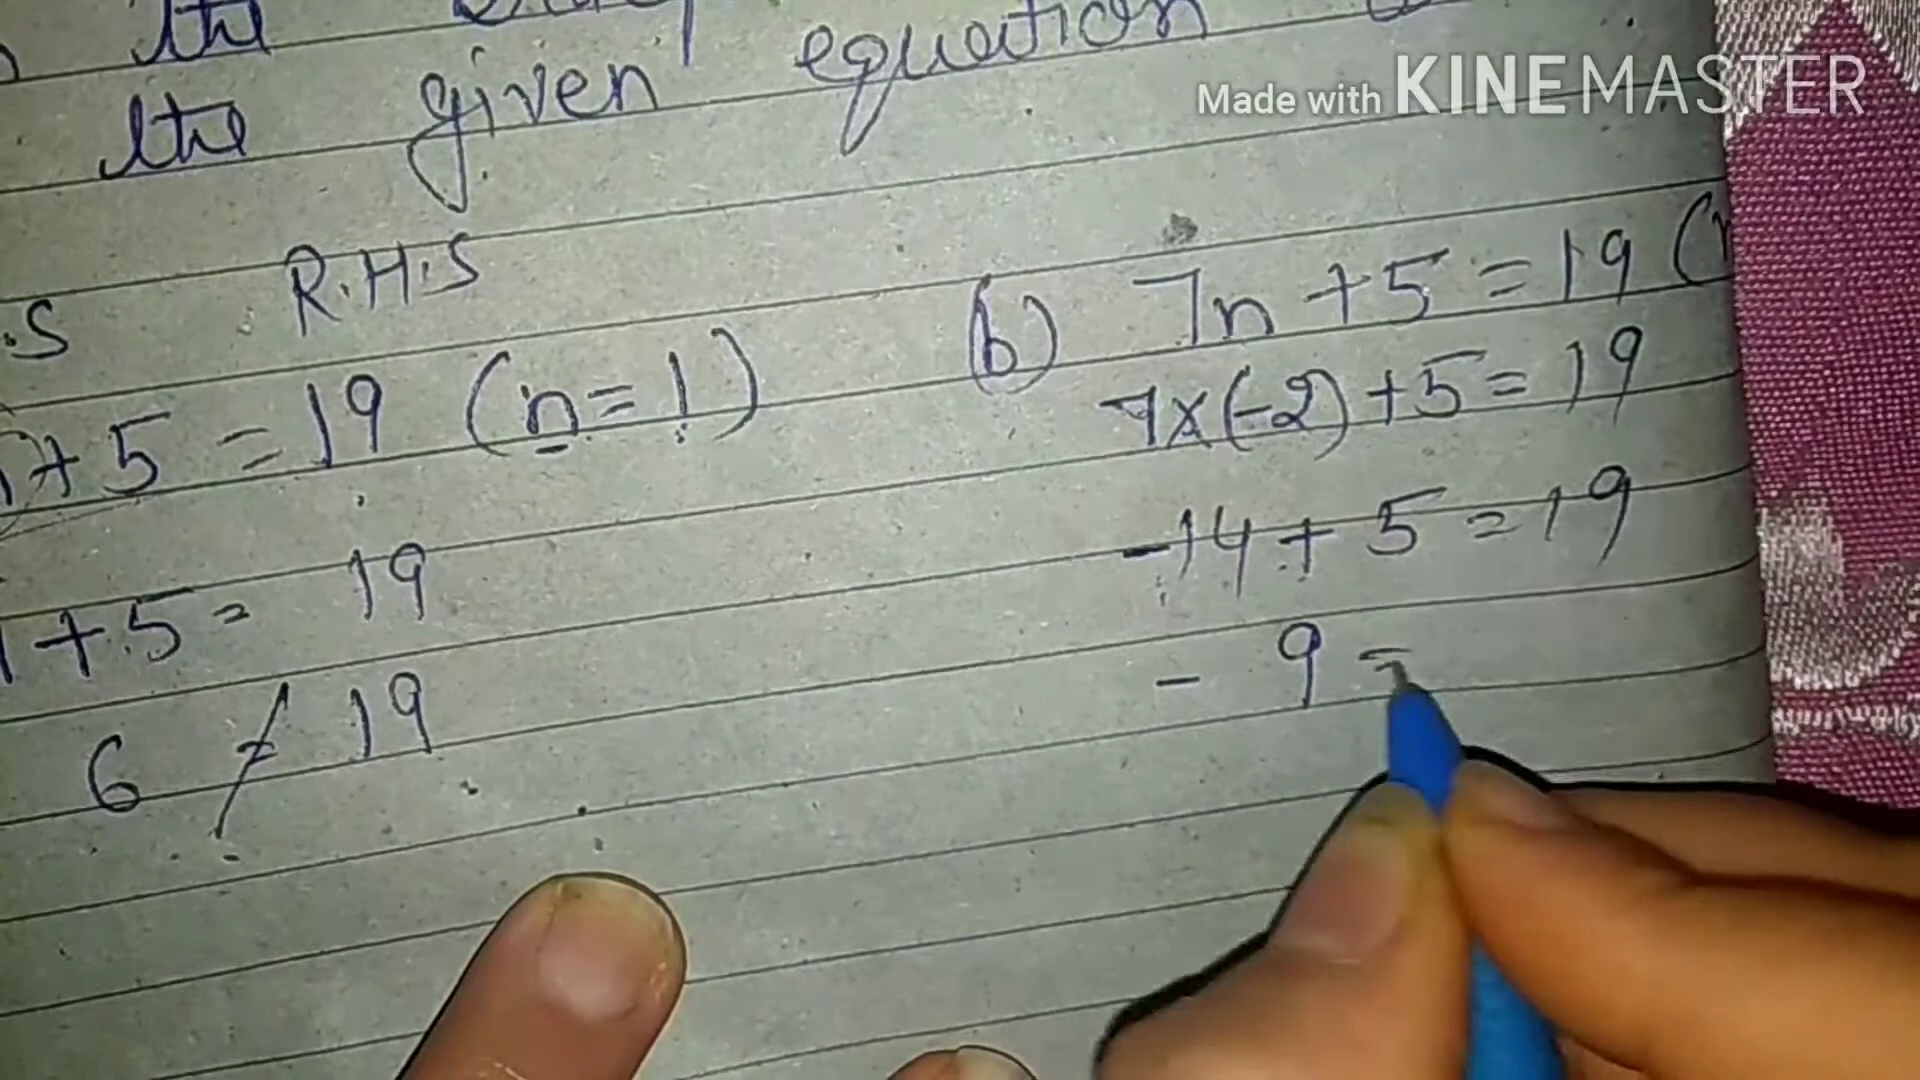 the
the given equation
Made with KINEMASTER
.S R.H.S
+ 5 = 19 (n=1)
+ 5 = 19
6 ≠ 19
(b) 7n + 5 = 19 (
7x(-2) + 5 = 19
-14 + 5 = 19
- 9 =